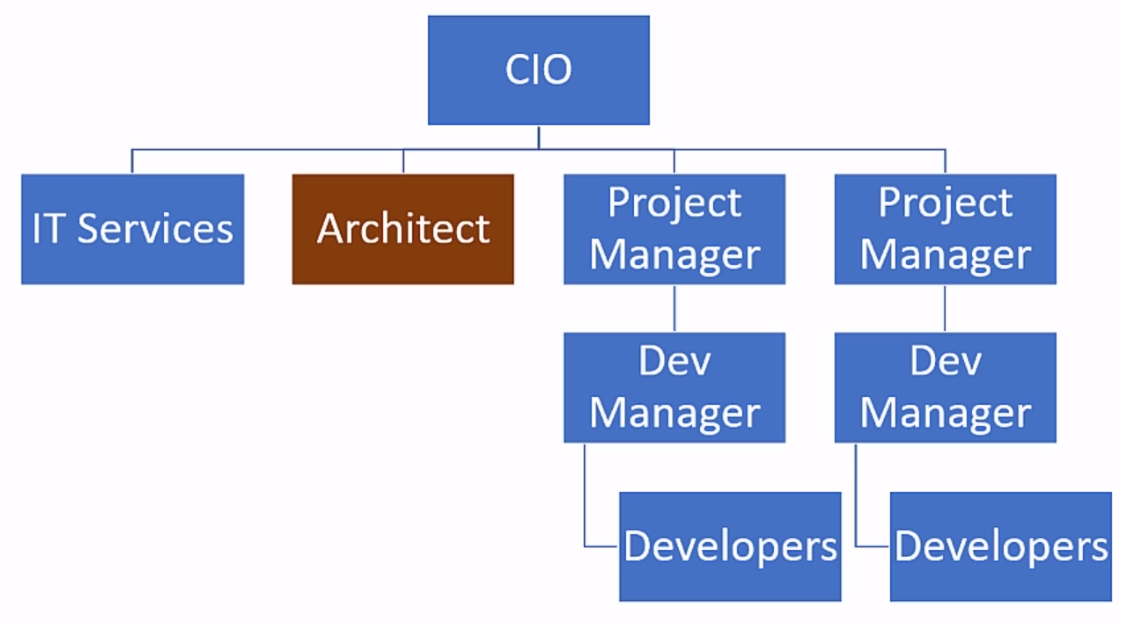 CIO
IT Services
Architect
Project
Manager
Project
Manager
Dev
Manager
Dev
Manager
Developers
Developers